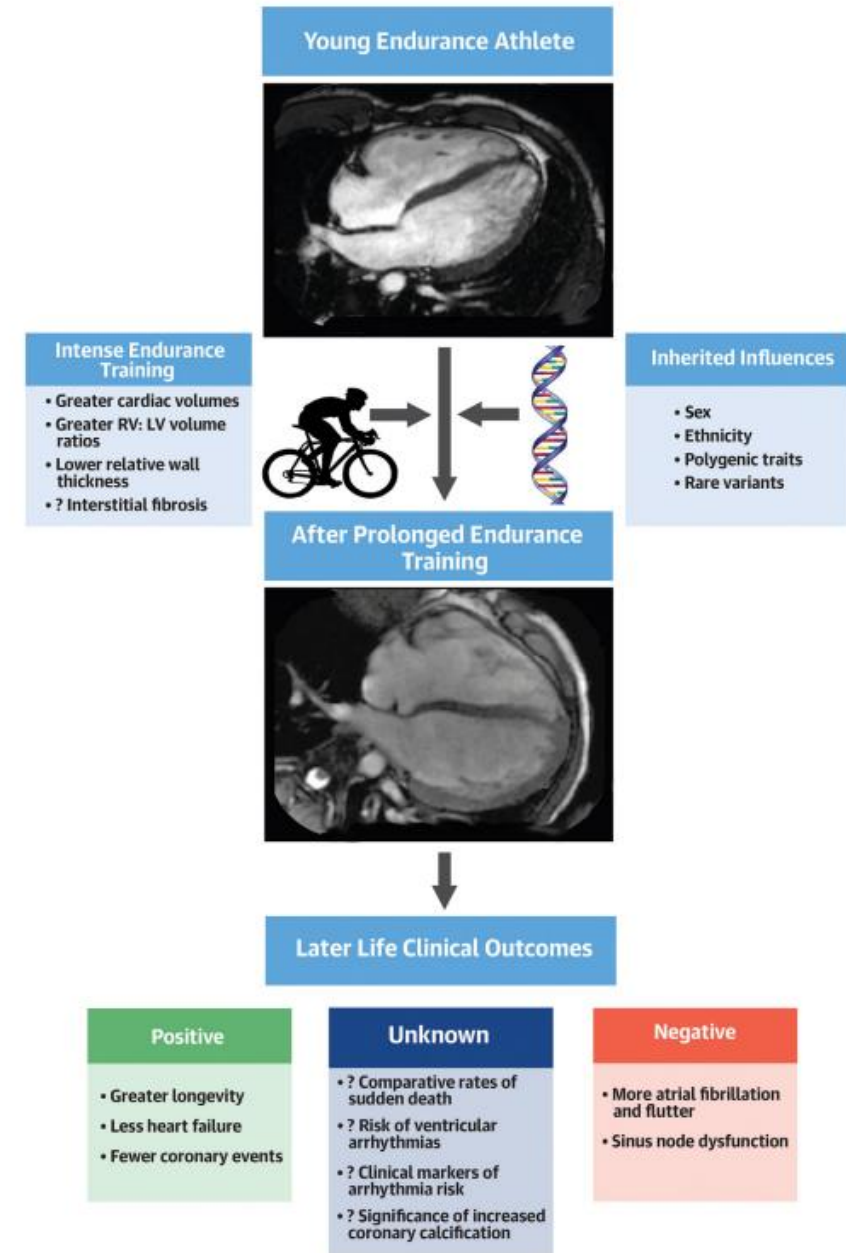 Young Endurance Athlete
Intense Endurance
Training
• Greater cardiac volumes
• Greater RV: LV volume
ratios
• Lower relative wall
thickness
• ? Interstitial fibrosis
Inherited Influences
• Sex
• Ethnicity
• Polygenic traits
• Rare variants
After Prolonged Endurance
Training
Later Life Clinical Outcomes
Positive
• Greater longevity
• Less heart failure
• Fewer coronary events
Unknown
• ? Comparative rates of
sudden death
• ? Risk of ventricular
arrhythmias
• ? Clinical markers of
arrhythmia risk
• ? Significance of increased
coronary calcification
Negative
• More atrial fibrillation
and flutter
• Sinus node dysfunction